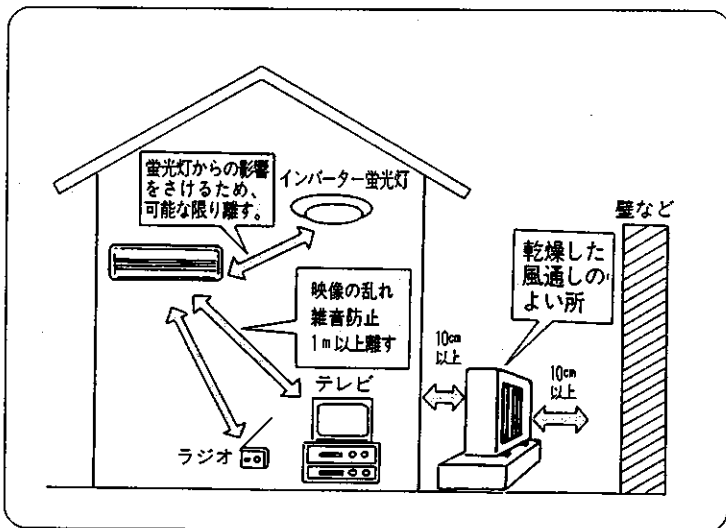 蛍光灯からの影響
をさけるため、
可能な限り離す。
インバーター蛍光灯
壁など
乾燥した
風通しの
よい所
映像の乱れ
雑音防止
1m以上離す
10cm
以上
10cm
以上
テレビ
ラジオ